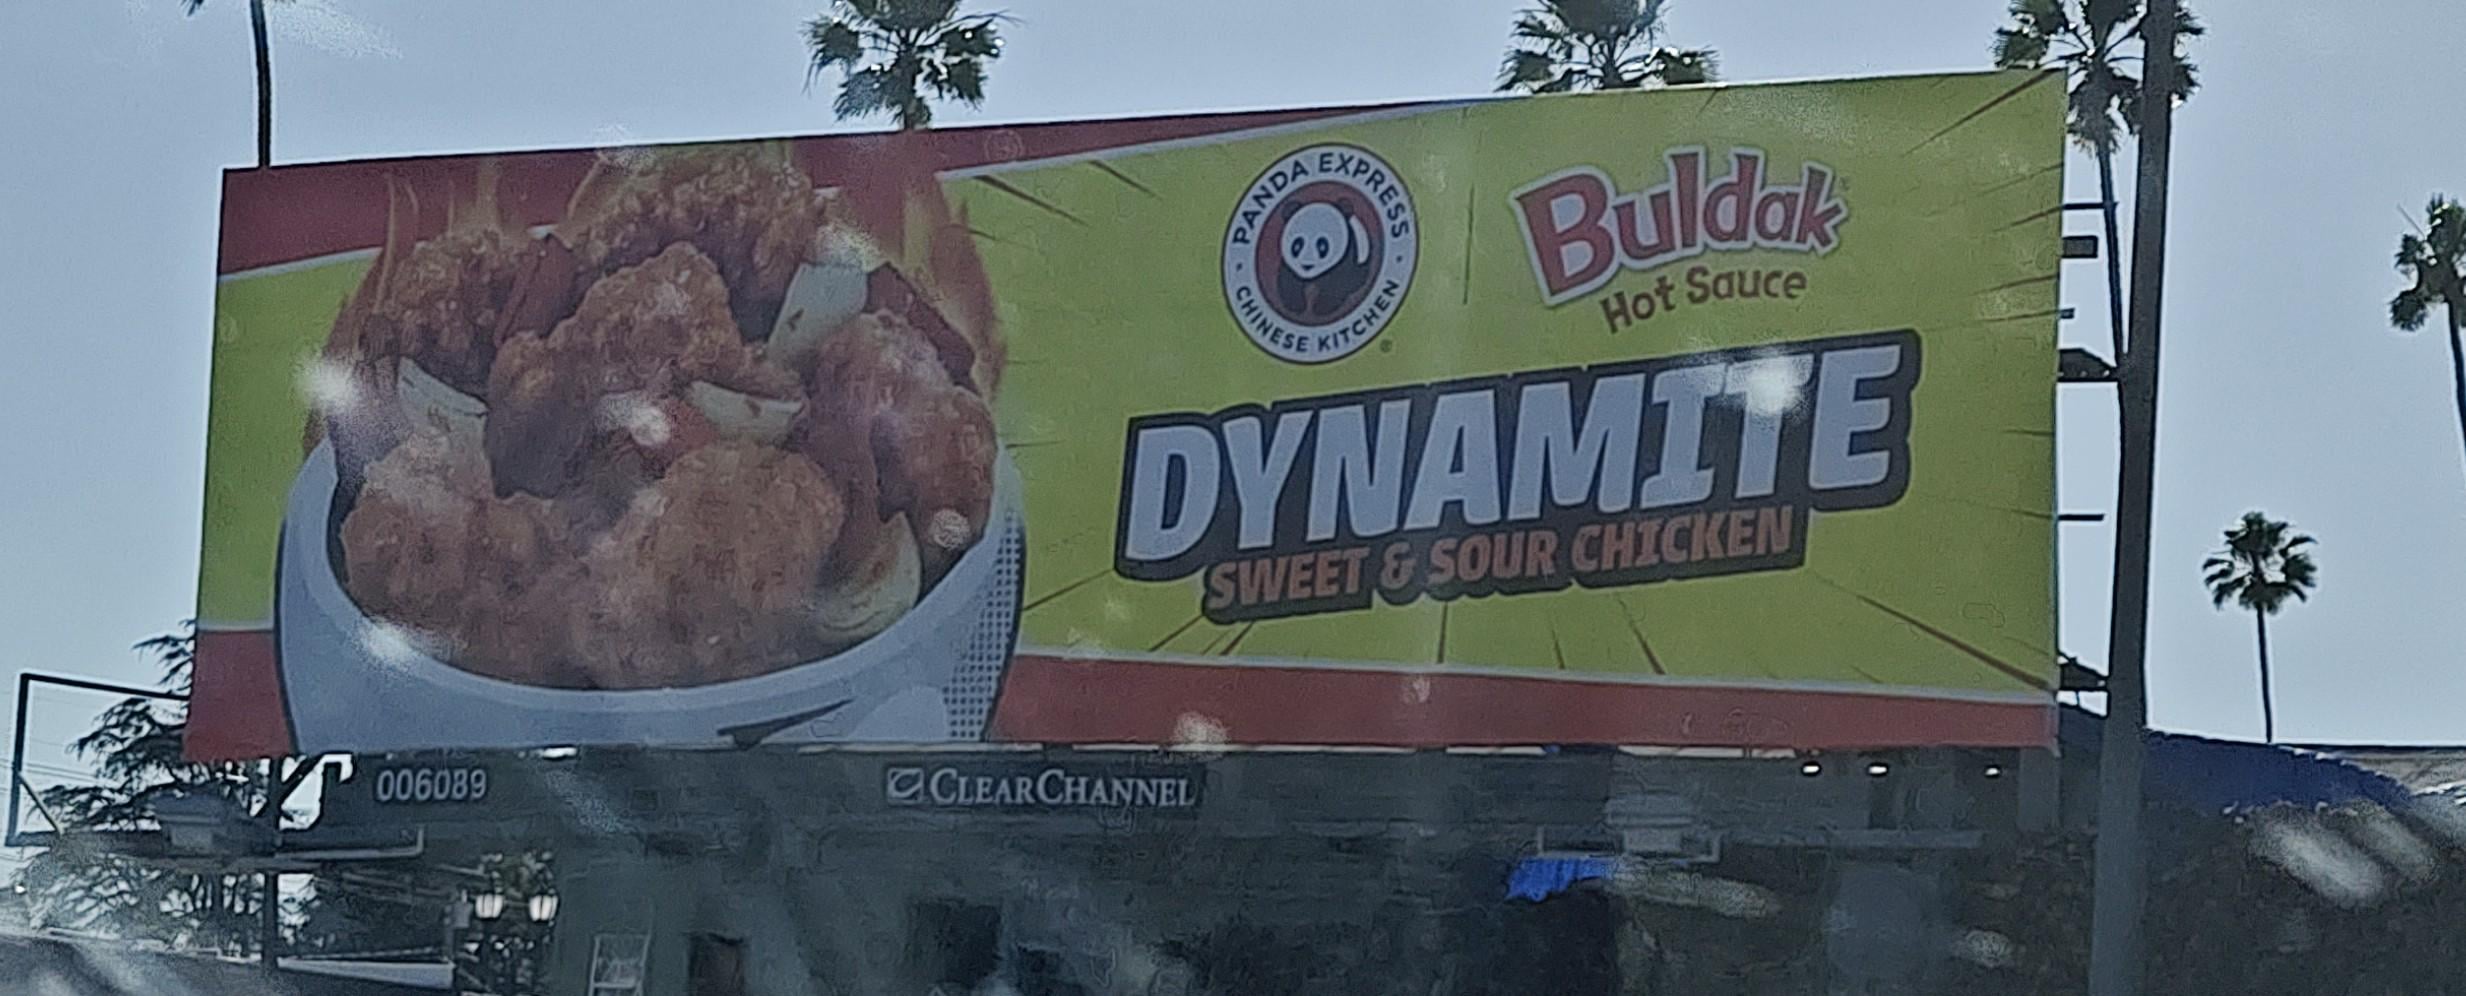 PANDA EXPRESS
CHINESE KITCHEN
Buldak
Hot Sauce
DYNAMITE
SWEET & SOUR CHICKEN
006089
CLEARCHANNEL